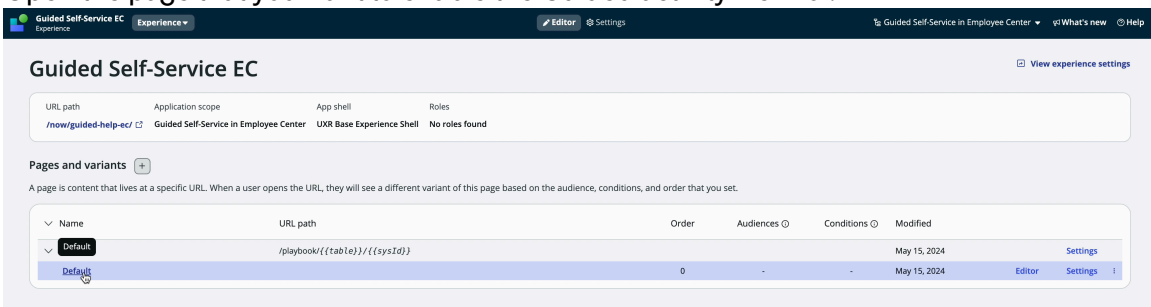 Guided Self-Service EC
Experience
Experience
Editor
Settings
Guided Self-Service in Employee Center
What's new
Help
Guided Self-Service EC
View experience settings
URL path Application scope App shell Roles
/now/guided-help-ec/ Guided Self-Service in Employee Center UXR Base Experience Shell No roles found
Pages and variants +
A page is content that lives at a specific URL. When a user opens the URL, they will see a different variant of this page based on the audience, conditions, and order that you set.
Name URL path Order Audiences Conditions Modified
Default /playbook/{{table}}/{{sysId}} May 15, 2024 Settings
Default 0 - - May 15, 2024 Editor Settings